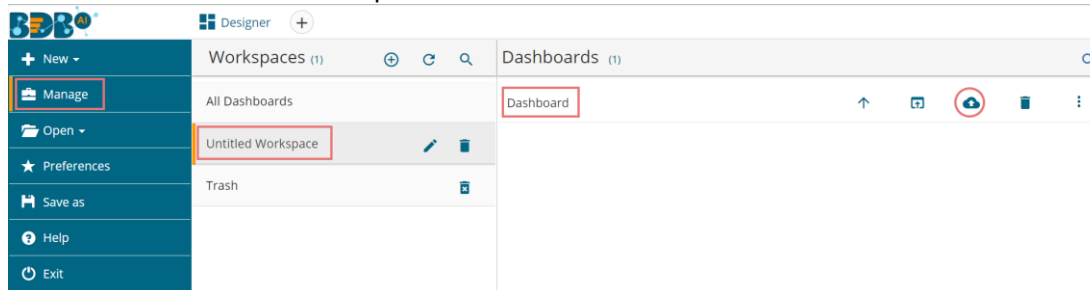 BDB AI
Designer
New
Workspaces (1)
Dashboards (1)
Manage
All Dashboards
Dashboard
Open
Untitled Workspace
Preferences
Trash
Save as
Help
Exit